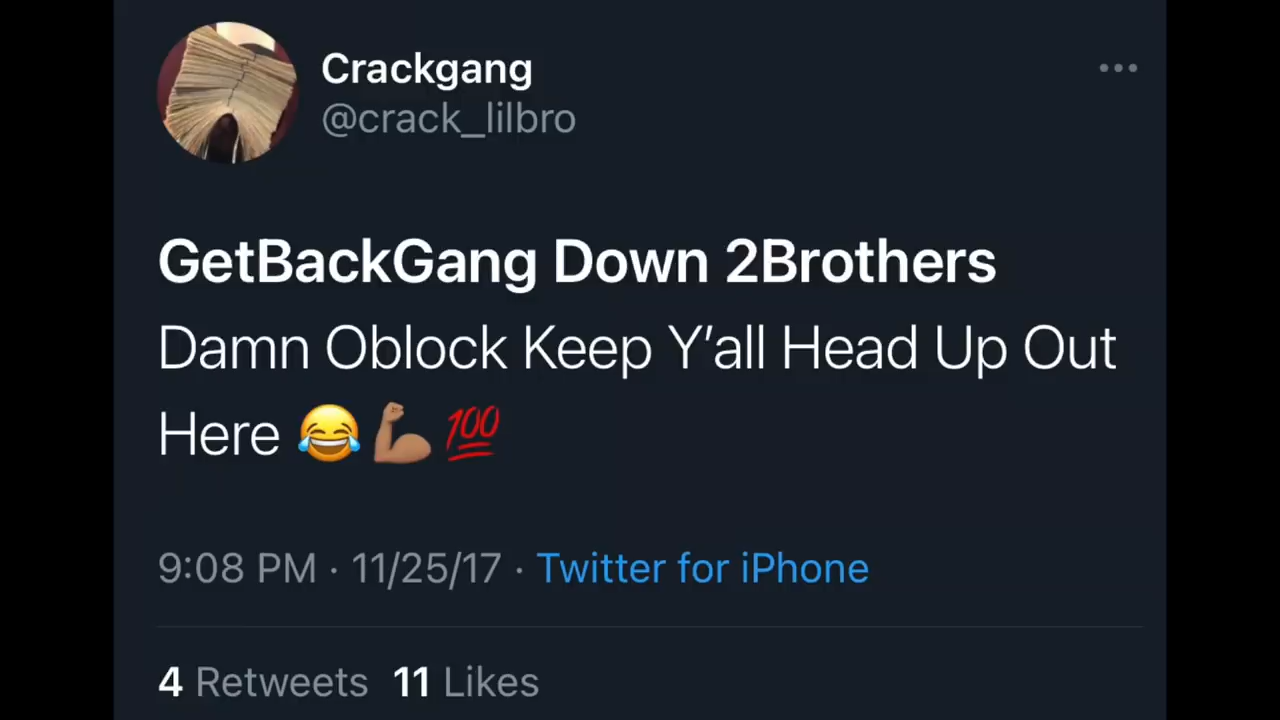 Crackgang
@crack_lilbro
GetBackGang Down 2Brothers
Damn Oblock Keep Y’all Head Up Out
Here 😂💪🏽💯
9:08 PM · 11/25/17 · Twitter for iPhone
4 Retweets 11 Likes